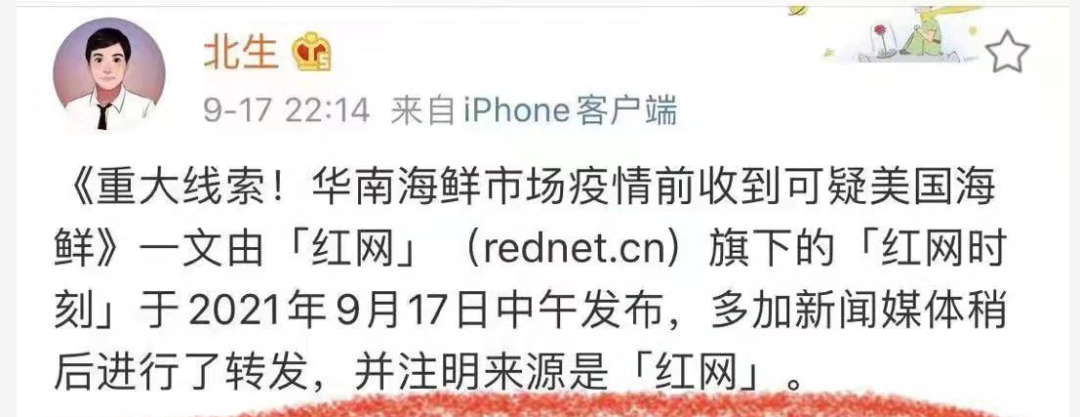 北生
9-17 22:14 来自iPhone客户端
《重大线索！华南海鲜市场疫情前收到可疑美国海
鲜》一文由「红网」（rednet.cn）旗下的「红网时
刻」于2021年9月17日中午发布，多加新闻媒体稍
后进行了转发，并注明来源是「红网」。